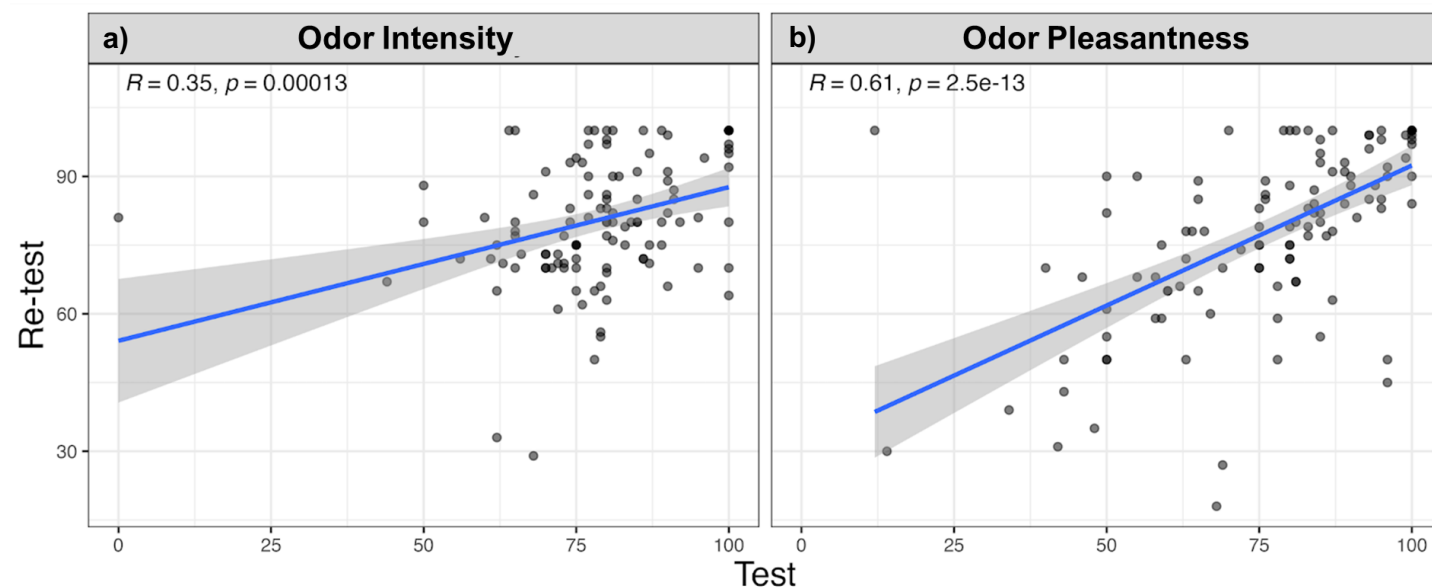 a) Odor Intensity
b) Odor Pleasantness
R = 0.35, p = 0.00013
R = 0.61, p = 2.5e-13
Re-test
90
60
30
0 25 50 75 100
0 25 50 75 100
Test